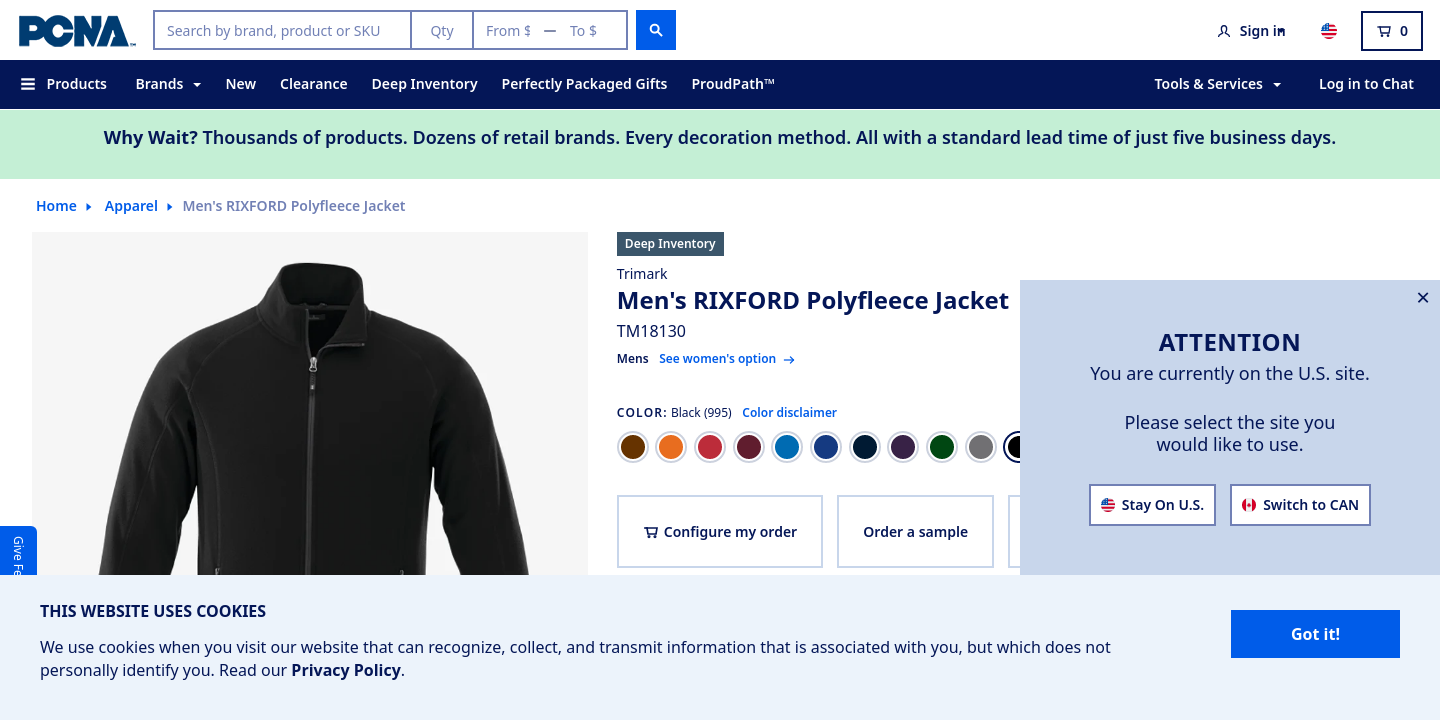 PCNA
Search by brand, product or SKU
Qty
From $ — To $
Sign in
0
Products
Brands
New
Clearance
Deep Inventory
Perfectly Packaged Gifts
ProudPath™
Tools & Services
Log in to Chat
Why Wait? Thousands of products. Dozens of retail brands. Every decoration method. All with a standard lead time of just five business days.
Home
Apparel
Men's RIXFORD Polyfleece Jacket
Deep Inventory
Trimark
Men's RIXFORD Polyfleece Jacket
TM18130
Mens See women's option
COLOR: Black (995) Color disclaimer
Configure my order
Order a sample
ATTENTION
You are currently on the U.S. site.
Please select the site you
would like to use.
Stay On U.S.
Switch to CAN
Give Fe
THIS WEBSITE USES COOKIES
We use cookies when you visit our website that can recognize, collect, and transmit information that is associated with you, but which does not
personally identify you. Read our Privacy Policy.
Got it!